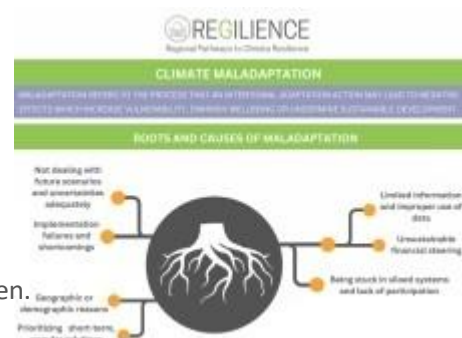 REGILIENCE
Regional Pathways to Climate Resilience
CLIMATE MALADAPTATION
MALADAPTATION REFERS TO THE PROCESS THAT AN INTENTIONAL ADAPTATION ACTION MAY LEAD TO NEGATIVE
EFFECTS WHICH INCREASE VULNERABILITY, DIMINISH WELLBEING OR UNDERMINE SUSTAINABLE DEVELOPMENT
ROOTS AND CAUSES OF MALADAPTATION
Not dealing with
future scenarios
and uncertainties
adequately
Implementation
failures and
shortcomings
en.
Geographic or
demographic reasons
Prioritizing short-term,
Limited information
and improper use of
data
Unsustainable
financial steering
Being stuck in siloed systems
and lack of participation